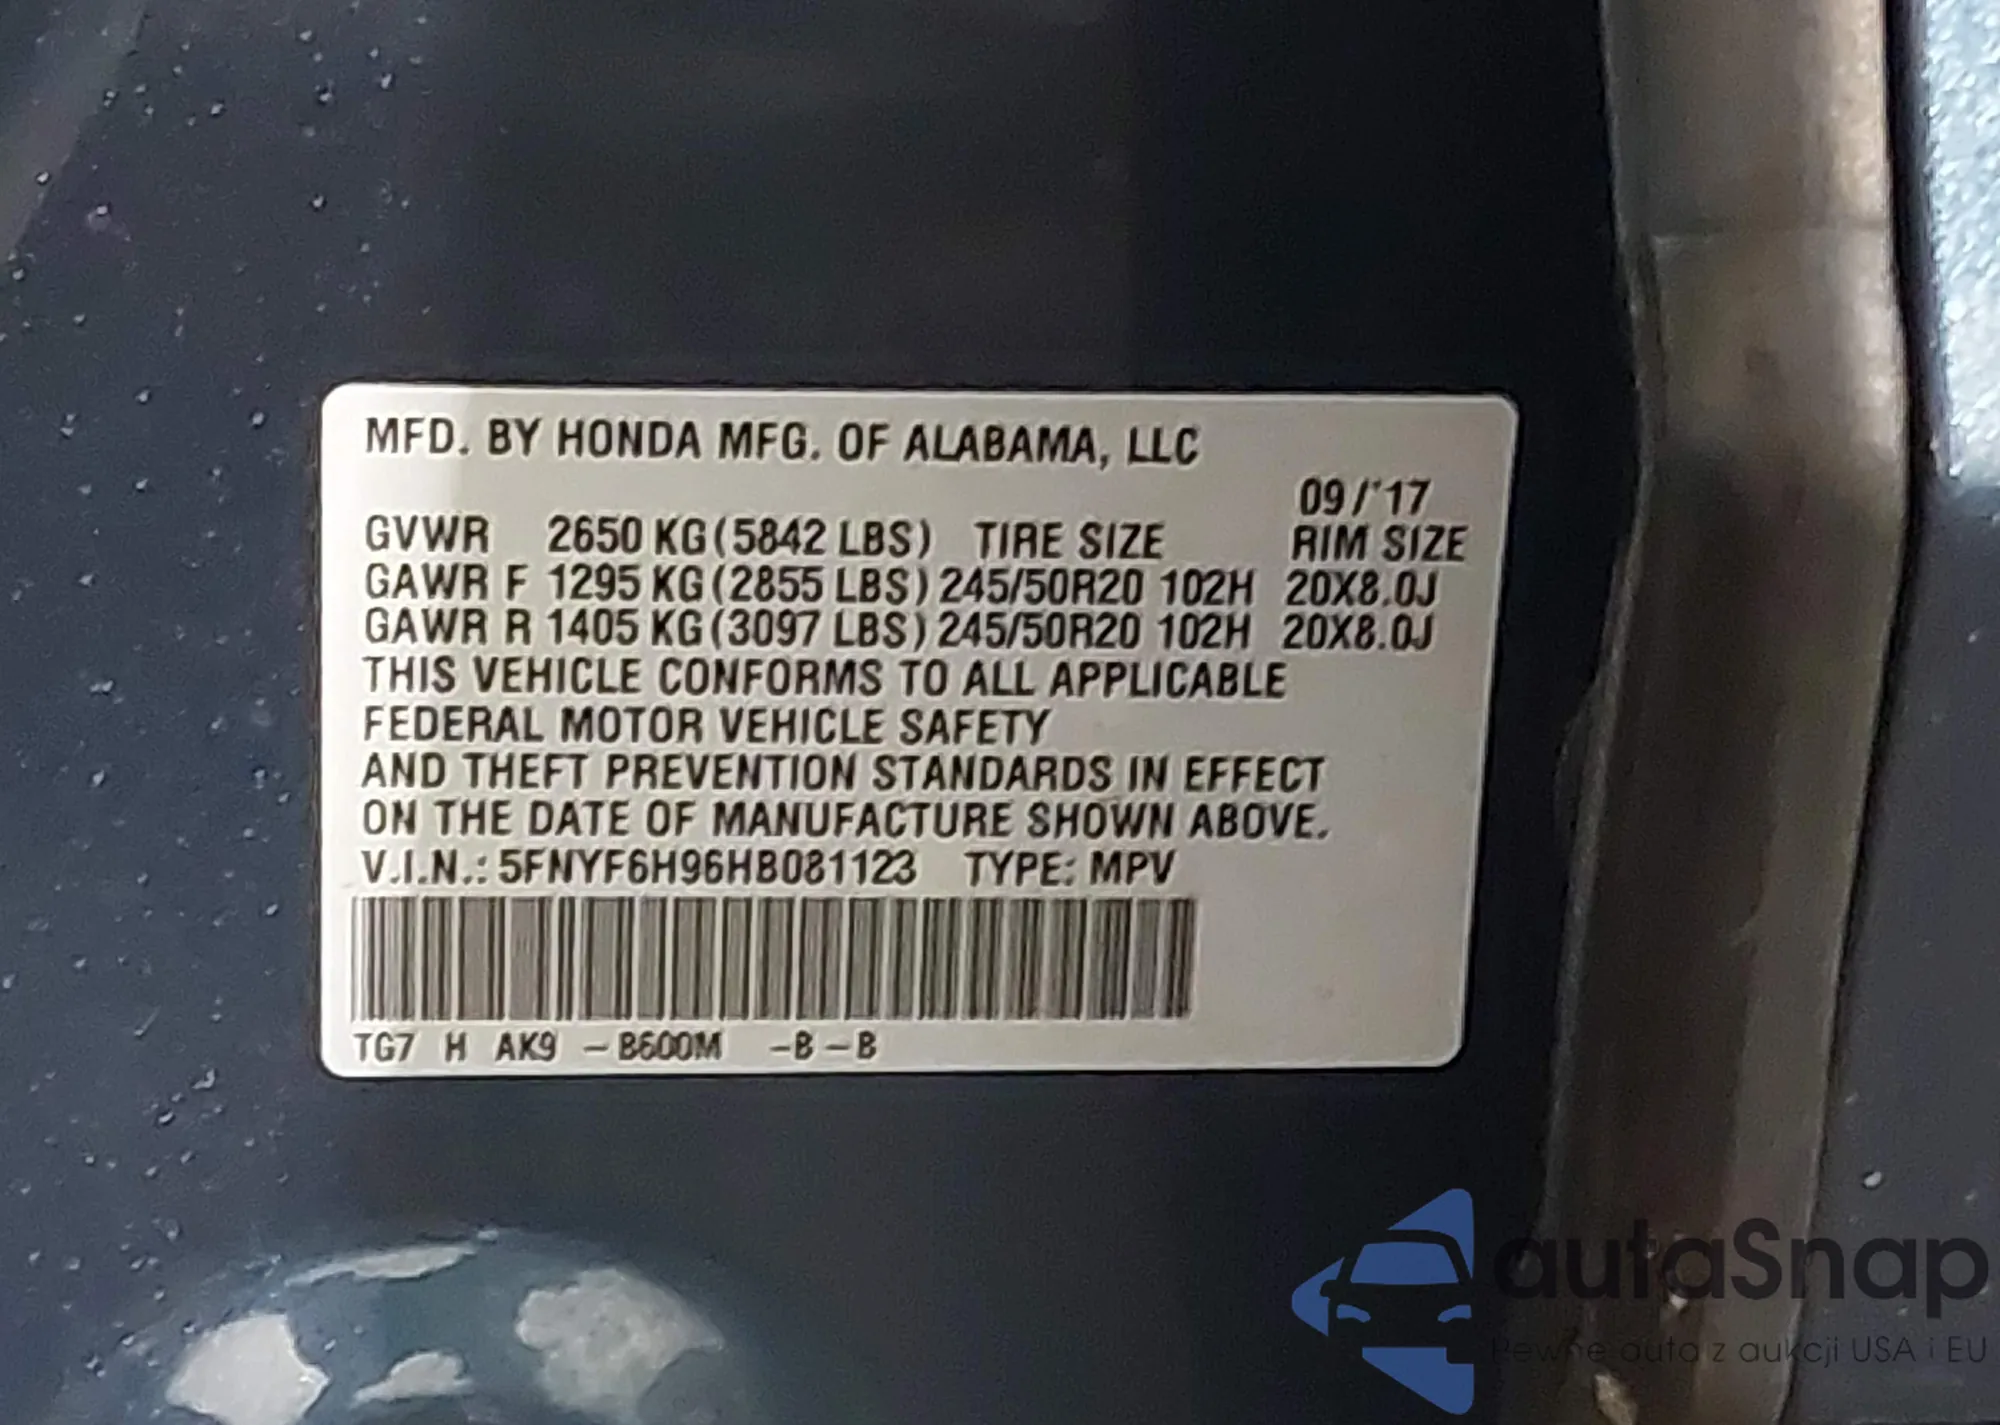 MFD. BY HONDA MFG. OF ALABAMA, LLC
09/'17
GVWR 2650 KG(5842 LBS) TIRE SIZE RIM SIZE
GAWR F 1295 KG(2855 LBS) 245/50R20 102H 20X8.0J
GAWR R 1405 KG(3097 LBS) 245/50R20 102H 20X8.0J
THIS VEHICLE CONFORMS TO ALL APPLICABLE
FEDERAL MOTOR VEHICLE SAFETY
AND THEFT PREVENTION STANDARDS IN EFFECT
ON THE DATE OF MANUFACTURE SHOWN ABOVE.
V.I.N.: 5FNYF6H96HB081123 TYPE: MPV
TG7 H AK9 -B600M -B-B
autaSnap
Pewne auta z aukcji USA i EU